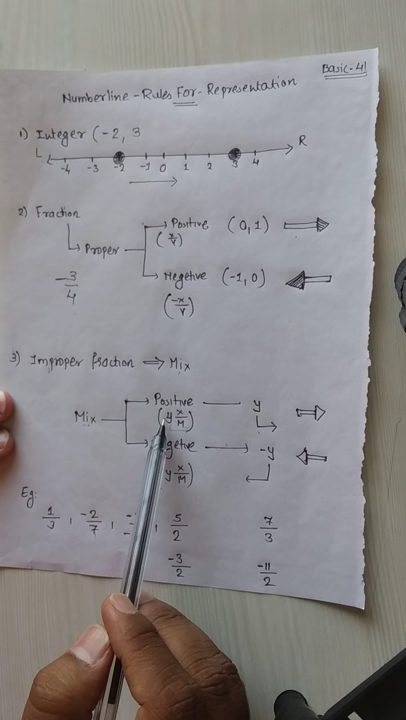 Basic-41
Numberline - Rules For - Representation
1) Integer (-2, 3
L -4 -3 -2 -1 0 1 2 3 4 R
2) Fraction
Proper
Positive (0, 1)
(x/y)
Negetive (-1, 0)
(-x/y)
-3/4
3) Improper fraction ⇒ Mix
Mix
Positive — y
(y x/M)
getive → -y
y x/M)
Eg:
1/3 , -2/7 , , 5/2 7/3
-3/2 -11/2